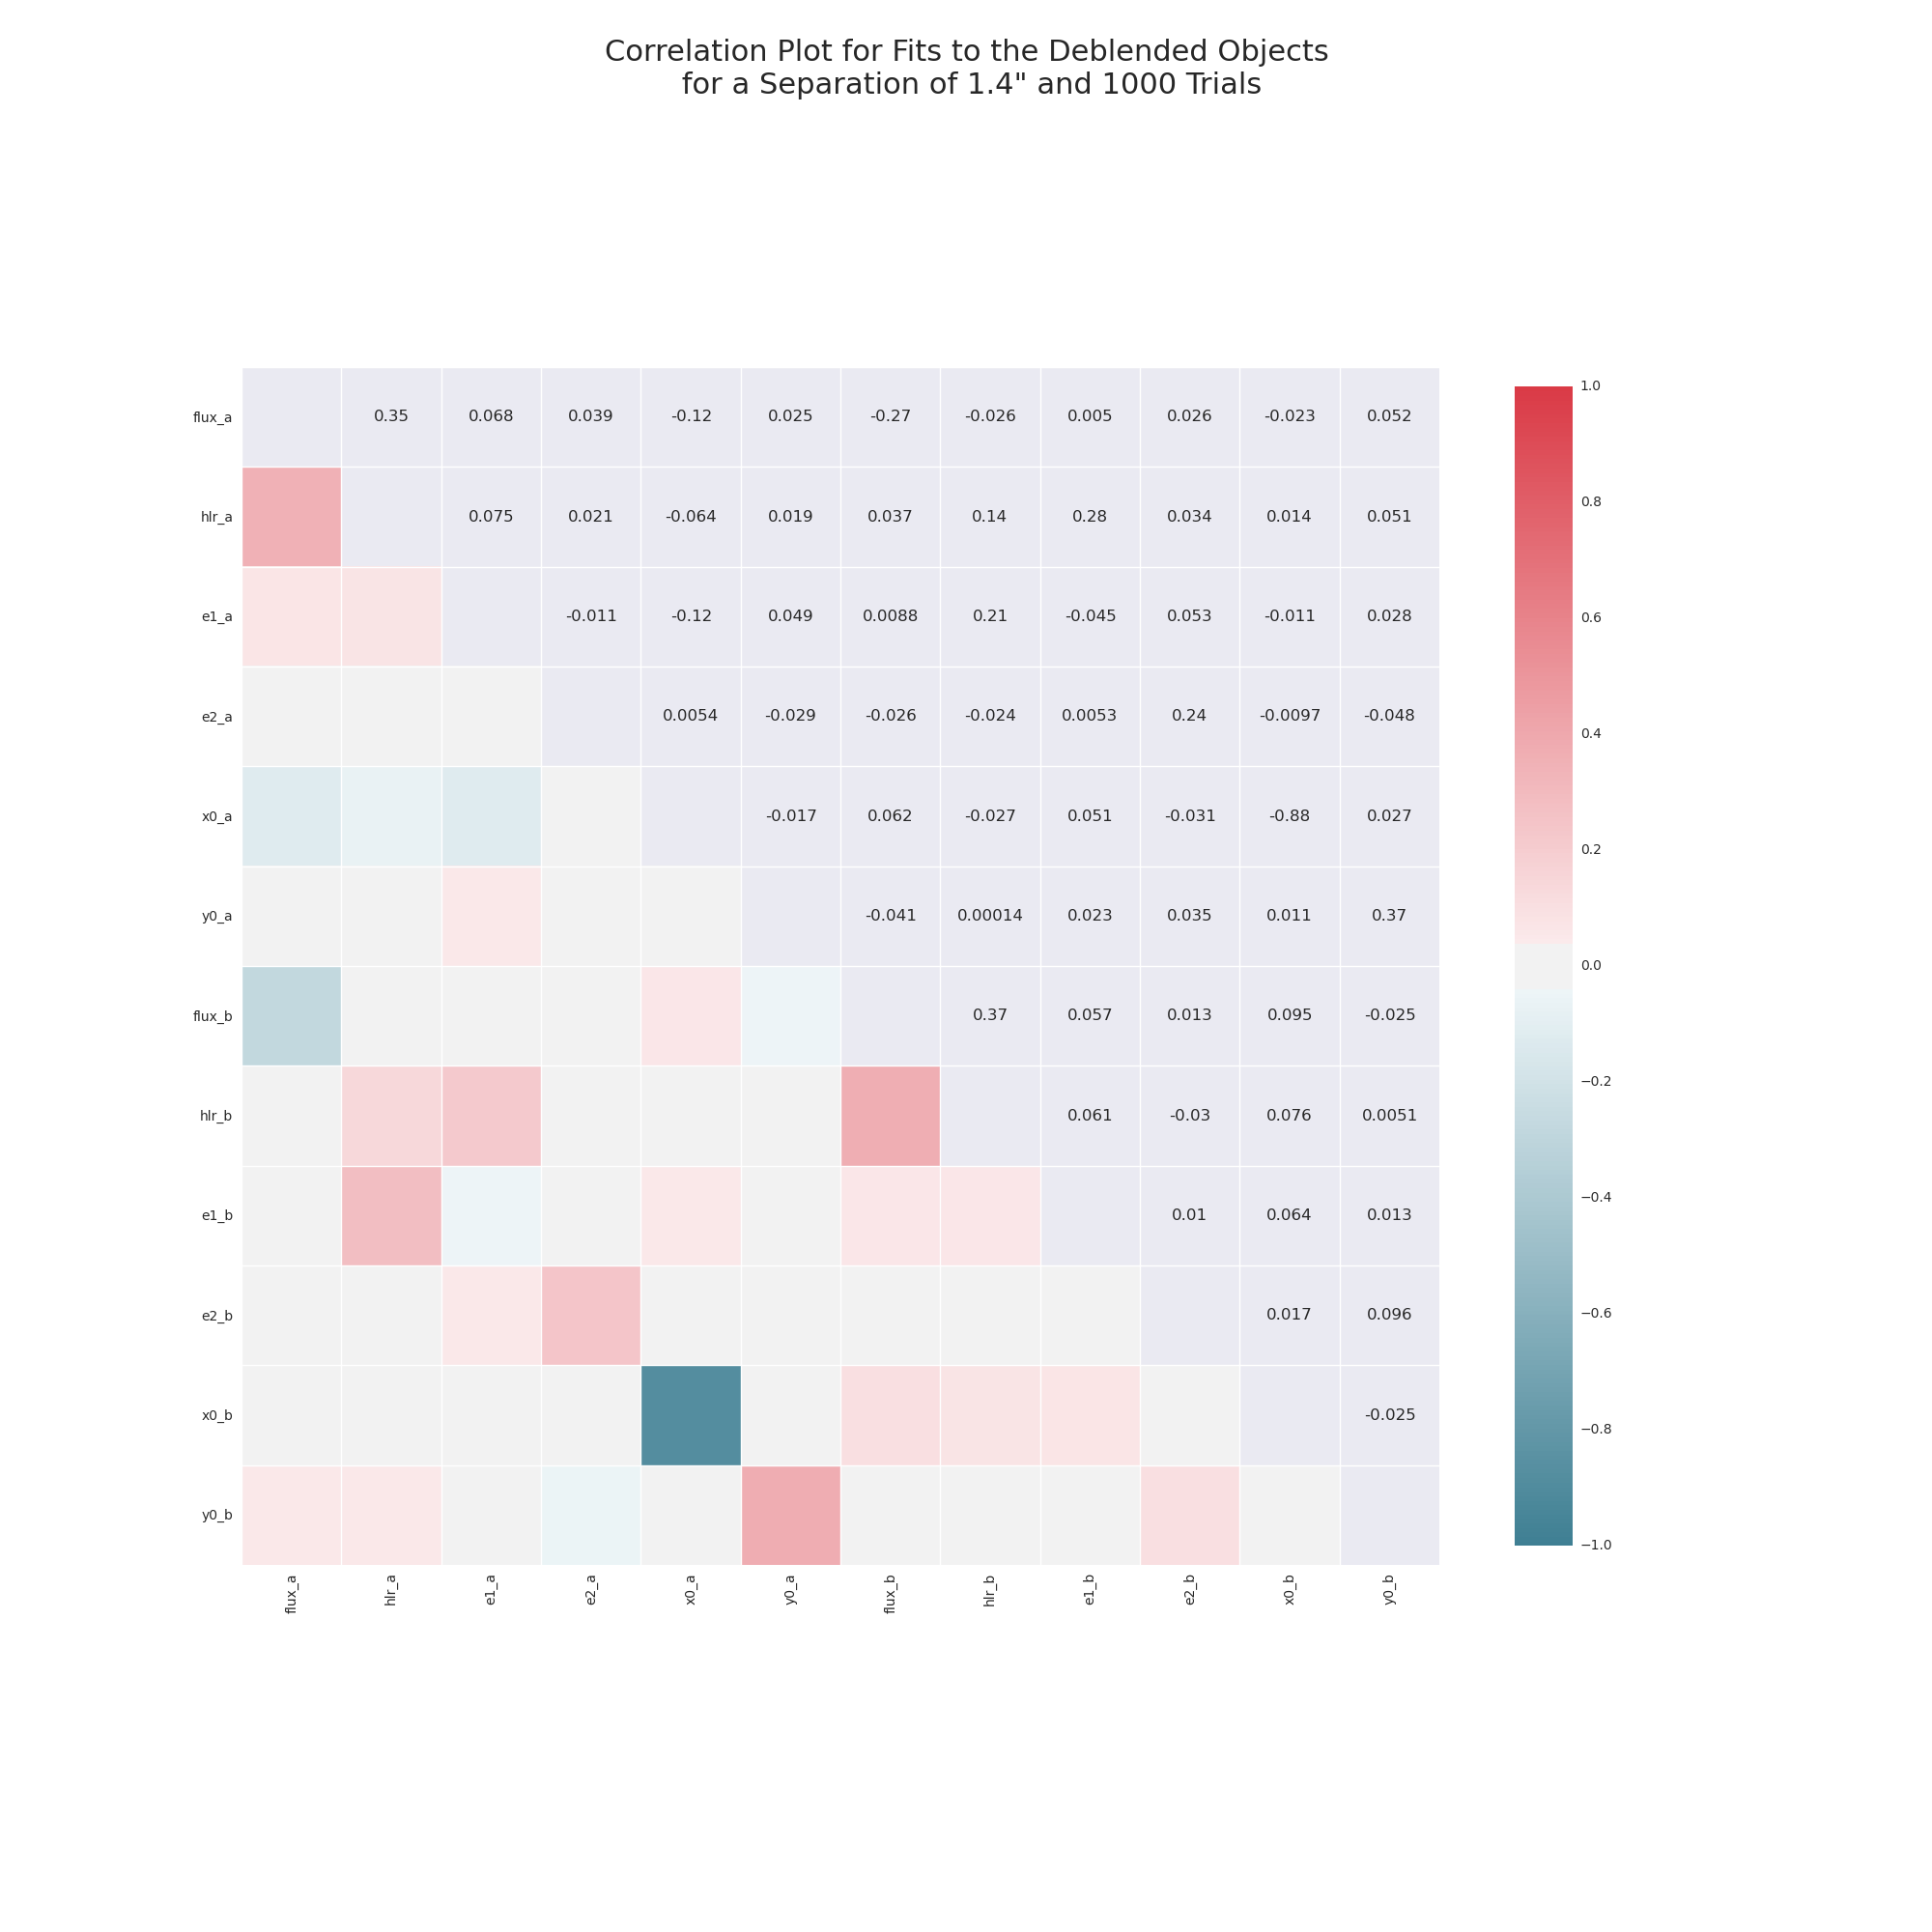 Correlation Plot for Fits to the Deblended Objects
for a Separation of 1.4" and 1000 Trials
flux_a 0.35 0.068 0.039 -0.12 0.025 -0.27 -0.026 0.005 0.026 -0.023 0.052
hlr_a 0.075 0.021 -0.064 0.019 0.037 0.14 0.28 0.034 0.014 0.051
e1_a -0.011 -0.12 0.049 0.0088 0.21 -0.045 0.053 -0.011 0.028
e2_a 0.0054 -0.029 -0.026 -0.024 0.0053 0.24 -0.0097 -0.048
x0_a -0.017 0.062 -0.027 0.051 -0.031 -0.88 0.027
y0_a -0.041 0.00014 0.023 0.035 0.011 0.37
flux_b 0.37 0.057 0.013 0.095 -0.025
hlr_b 0.061 -0.03 0.076 0.0051
e1_b 0.01 0.064 0.013
e2_b 0.017 0.096
x0_b -0.025
y0_b
flux_a hlr_a e1_a e2_a x0_a y0_a flux_b hlr_b e1_b e2_b x0_b y0_b
1.0
0.8
0.6
0.4
0.2
0.0
−0.2
−0.4
−0.6
−0.8
−1.0